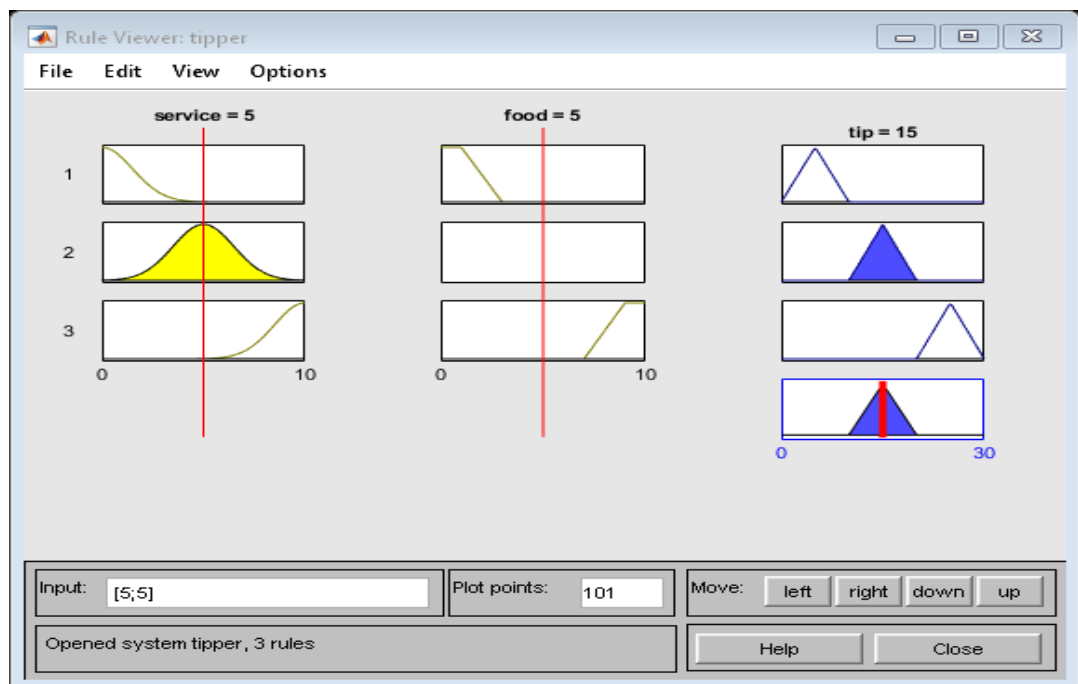 Rule Viewer: tipper
File Edit View Options
service = 5
food = 5
tip = 15
1
2
3
0 10
0 10
0 30
Input: [5;5]
Plot points: 101
Move: left right down up
Opened system tipper, 3 rules
Help Close